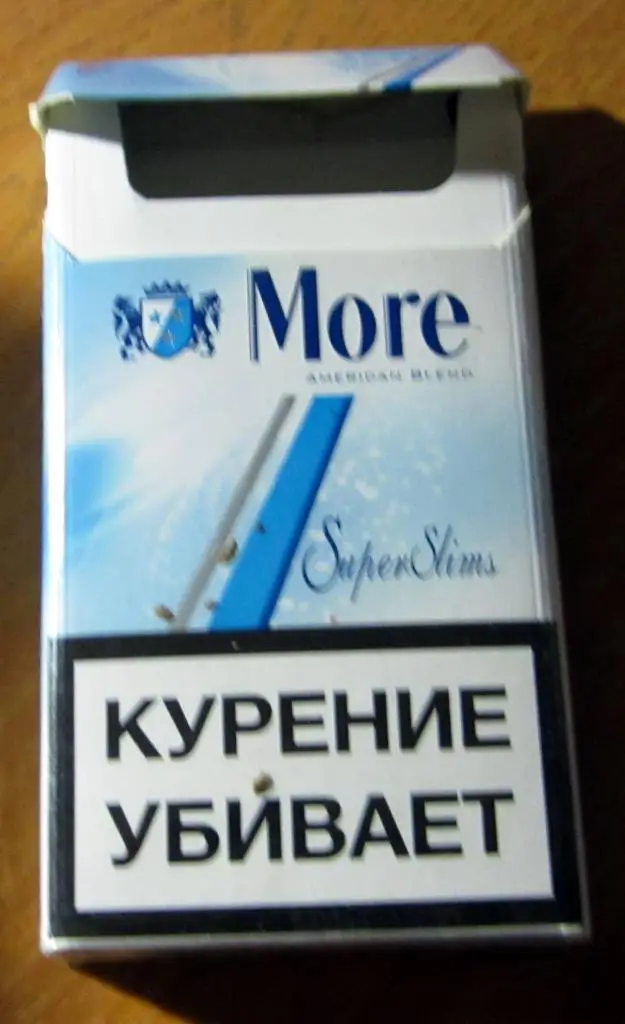 More
AMERICAN BLEND
SuperSlims
КУРЕНИЕ
УБИВАЕТ